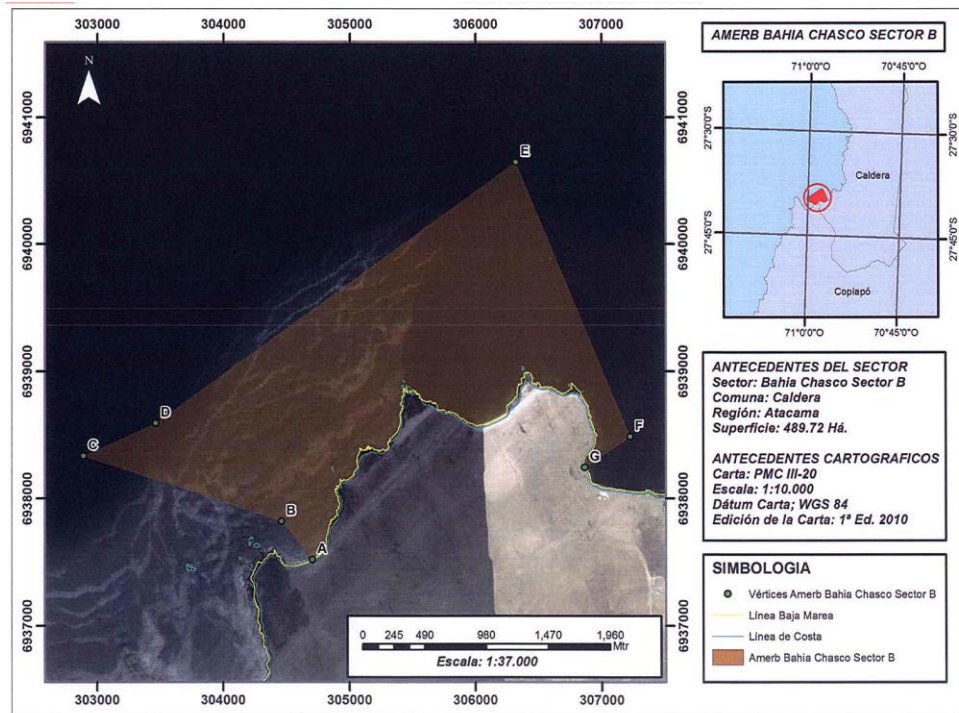 303000 304000 305000 306000 307000
AMERB BAHIA CHASCO SECTOR B
N
71°0'0"O 70°45'0"O
6941000 6941000
27°30'0"S 27°30'0"S
E
Caldera
6940000 6940000
27°45'0"S 27°45'0"S
Copiapó
71°0'0"O 70°45'0"O
6939000 6939000
ANTECEDENTES DEL SECTOR
Sector: Bahia Chasco Sector B
Comuna: Caldera
Región: Atacama
Superficie: 489.72 Há.
D
F
C
G
ANTECEDENTES CARTOGRAFICOS
Carta: PMC III-20
Escala: 1:10.000
Dátum Carta; WGS 84
Edición de la Carta: 1ª Ed. 2010
6938000 6938000
B
A
SIMBOLOGIA
Vértices Amerb Bahia Chasco Sector B
Línea Baja Marea
Línea de Costa
Amerb Bahia Chasco Sector B
6937000 6937000
0 245 490 980 1,470 1,960
Mtr
Escala: 1:37.000
303000 304000 305000 306000 307000